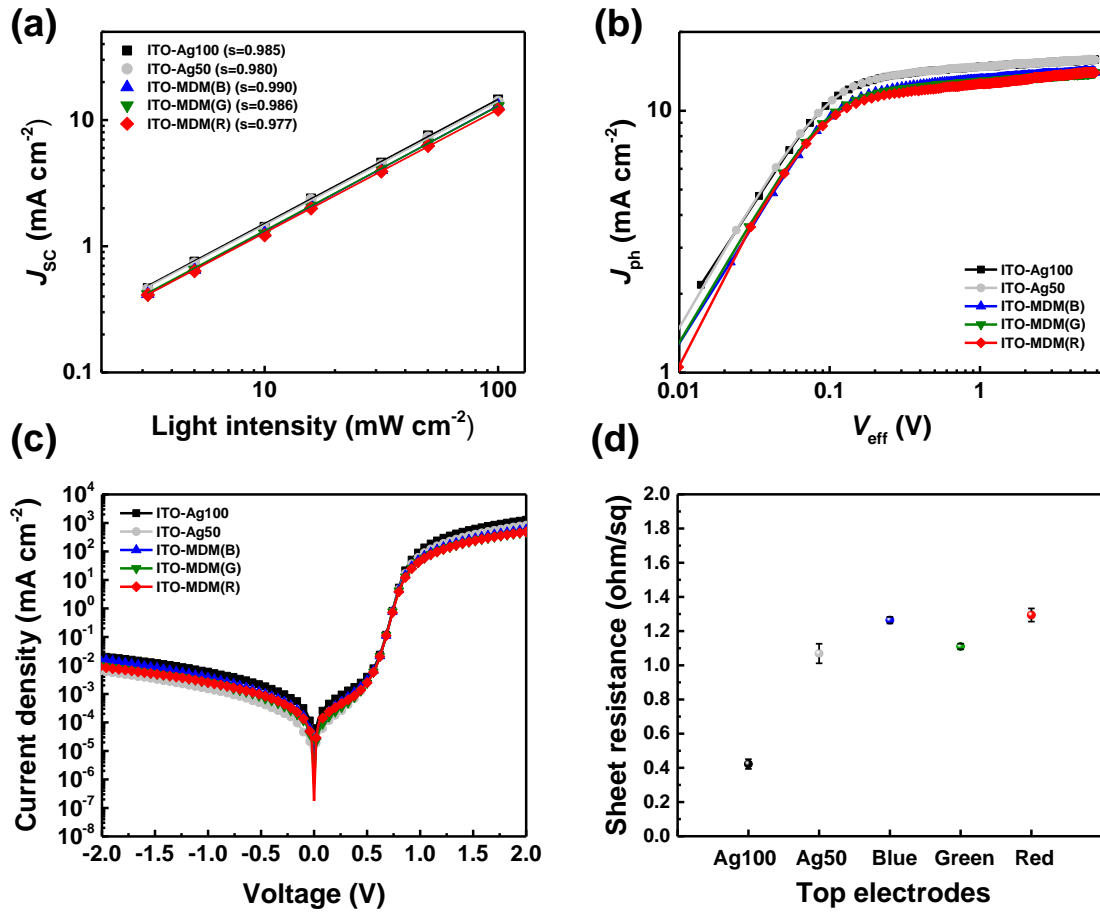 (a)
ITO-Ag100 (s=0.985)
ITO-Ag50 (s=0.980)
ITO-MDM(B) (s=0.990)
ITO-MDM(G) (s=0.986)
ITO-MDM(R) (s=0.977)
10
1
0.1
J_SC (mA cm⁻²)
10
100
Light intensity (mW cm⁻²)
(b)
10
1
J_ph (mA cm⁻²)
ITO-Ag100
ITO-Ag50
ITO-MDM(B)
ITO-MDM(G)
ITO-MDM(R)
0.01
0.1
1
V_eff (V)
(c)
10⁴
10³
10²
10¹
10⁰
10⁻¹
10⁻²
10⁻³
10⁻⁴
10⁻⁵
10⁻⁶
10⁻⁷
10⁻⁸
Current density (mA cm⁻²)
ITO-Ag100
ITO-Ag50
ITO-MDM(B)
ITO-MDM(G)
ITO-MDM(R)
-2.0 -1.5 -1.0 -0.5 0.0 0.5 1.0 1.5 2.0
Voltage (V)
(d)
2.0
1.8
1.6
1.4
1.2
1.0
0.8
0.6
0.4
0.2
0.0
Sheet resistance (ohm/sq)
Ag100 Ag50 Blue Green Red
Top electrodes